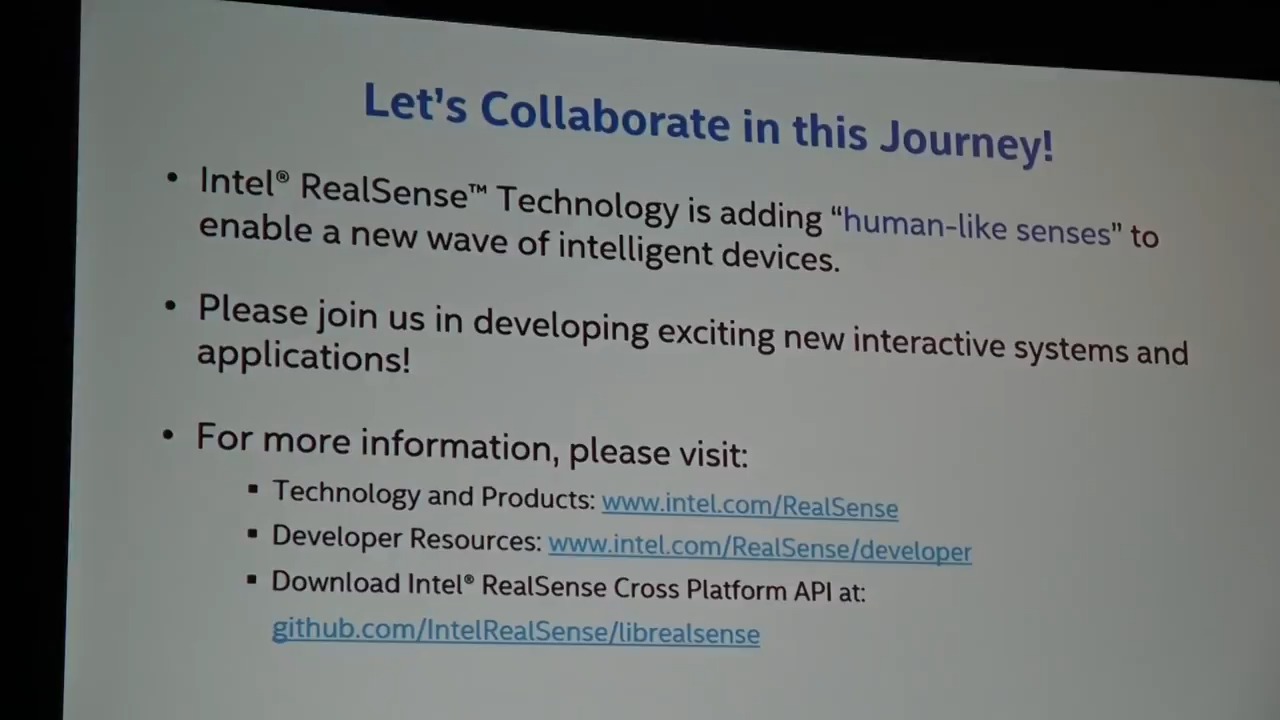 Let's Collaborate in this Journey!
• Intel® RealSense™ Technology is adding “human-like senses” to
enable a new wave of intelligent devices.
• Please join us in developing exciting new interactive systems and
applications!
• For more information, please visit:
▪ Technology and Products: www.intel.com/RealSense
▪ Developer Resources: www.intel.com/RealSense/developer
▪ Download Intel® RealSense Cross Platform API at:
github.com/IntelRealSense/librealsense